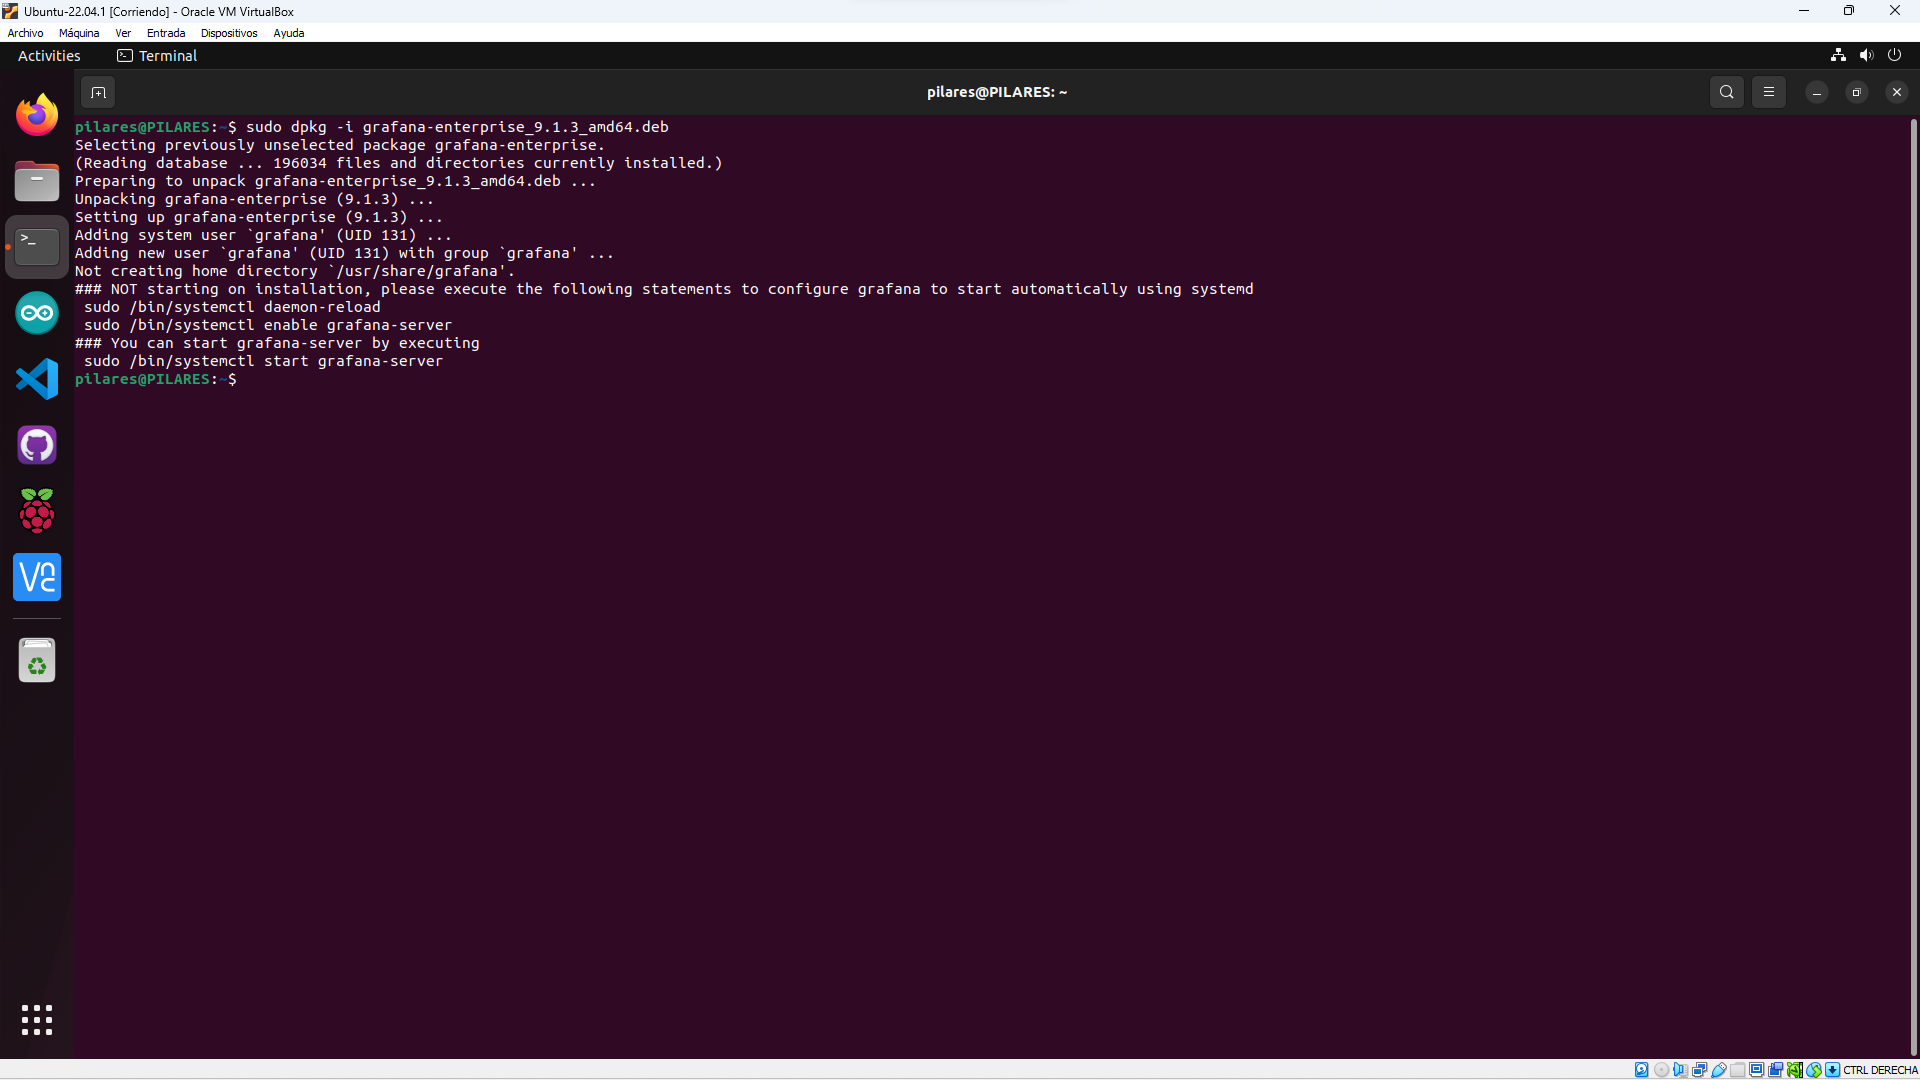 Ubuntu-22.04.1 [Corriendo] - Oracle VM VirtualBox
Archivo Máquina Ver Entrada Dispositivos Ayuda
Activities Terminal
pilares@PILARES: ~
pilares@PILARES:~$ sudo dpkg -i grafana-enterprise_9.1.3_amd64.deb
Selecting previously unselected package grafana-enterprise.
(Reading database ... 196034 files and directories currently installed.)
Preparing to unpack grafana-enterprise_9.1.3_amd64.deb ...
Unpacking grafana-enterprise (9.1.3) ...
Setting up grafana-enterprise (9.1.3) ...
Adding system user `grafana' (UID 131) ...
Adding new user `grafana' (UID 131) with group `grafana' ...
Not creating home directory `/usr/share/grafana'.
### NOT starting on installation, please execute the following statements to configure grafana to start automatically using systemd
 sudo /bin/systemctl daemon-reload
 sudo /bin/systemctl enable grafana-server
### You can start grafana-server by executing
 sudo /bin/systemctl start grafana-server
pilares@PILARES:~$
CTRL DERECHA